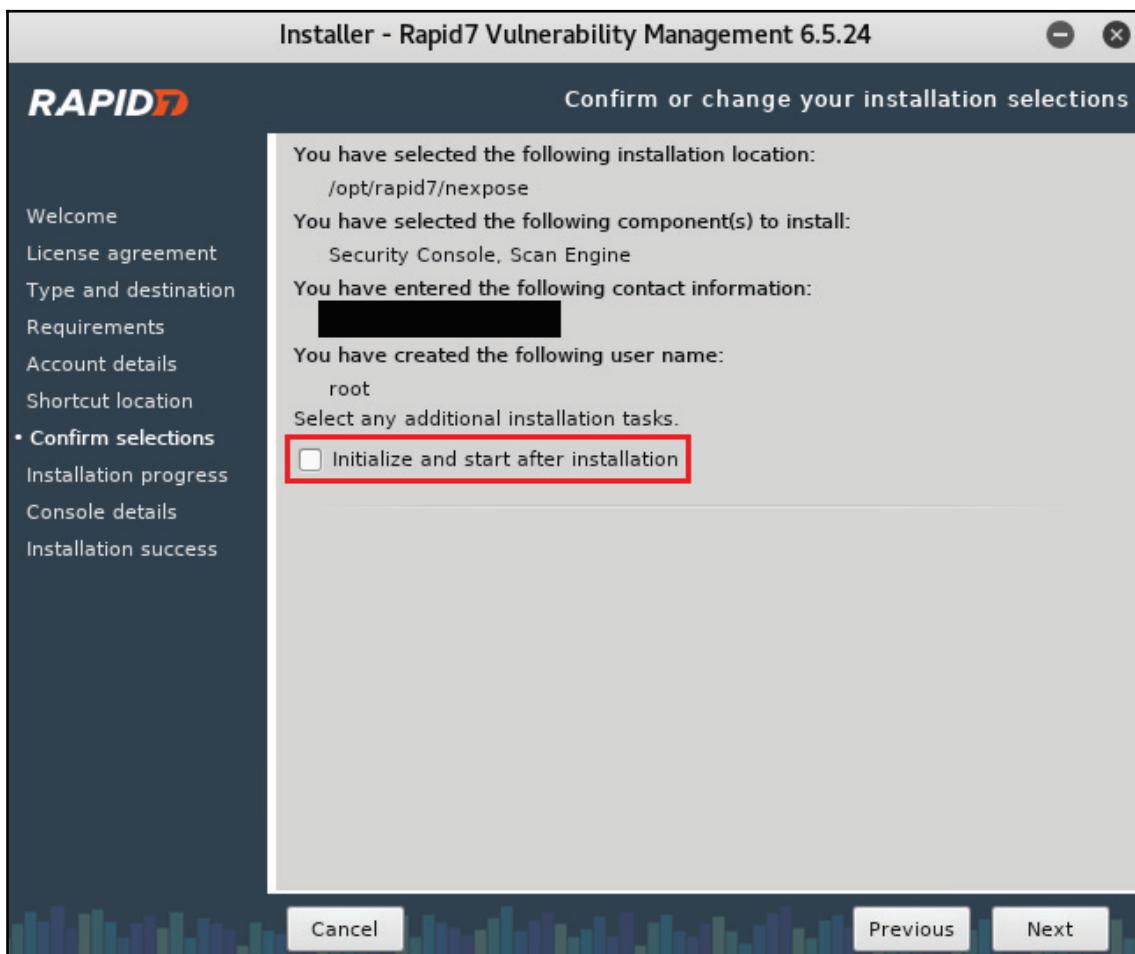 Installer - Rapid7 Vulnerability Management 6.5.24
RAPID7
Confirm or change your installation selections
Welcome
License agreement
Type and destination
Requirements
Account details
Shortcut location
• Confirm selections
Installation progress
Console details
Installation success
You have selected the following installation location:
/opt/rapid7/nexpose
You have selected the following component(s) to install:
Security Console, Scan Engine
You have entered the following contact information:
You have created the following user name:
root
Select any additional installation tasks.
Initialize and start after installation
Cancel
Previous
Next